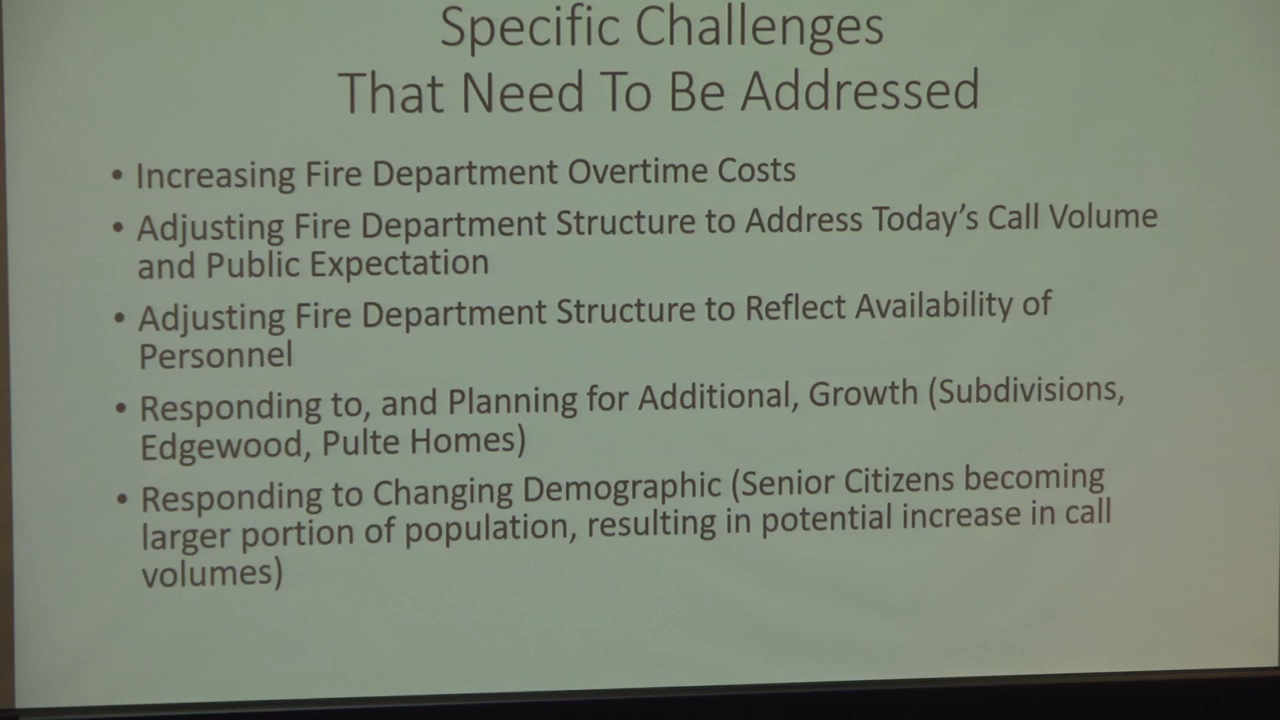 Specific Challenges
That Need To Be Addressed
• Increasing Fire Department Overtime Costs
• Adjusting Fire Department Structure to Address Today's Call Volume
and Public Expectation
• Adjusting Fire Department Structure to Reflect Availability of
Personnel
• Responding to, and Planning for Additional, Growth (Subdivisions,
Edgewood, Pulte Homes)
• Responding to Changing Demographic (Senior Citizens becoming
larger portion of population, resulting in potential increase in call
volumes)